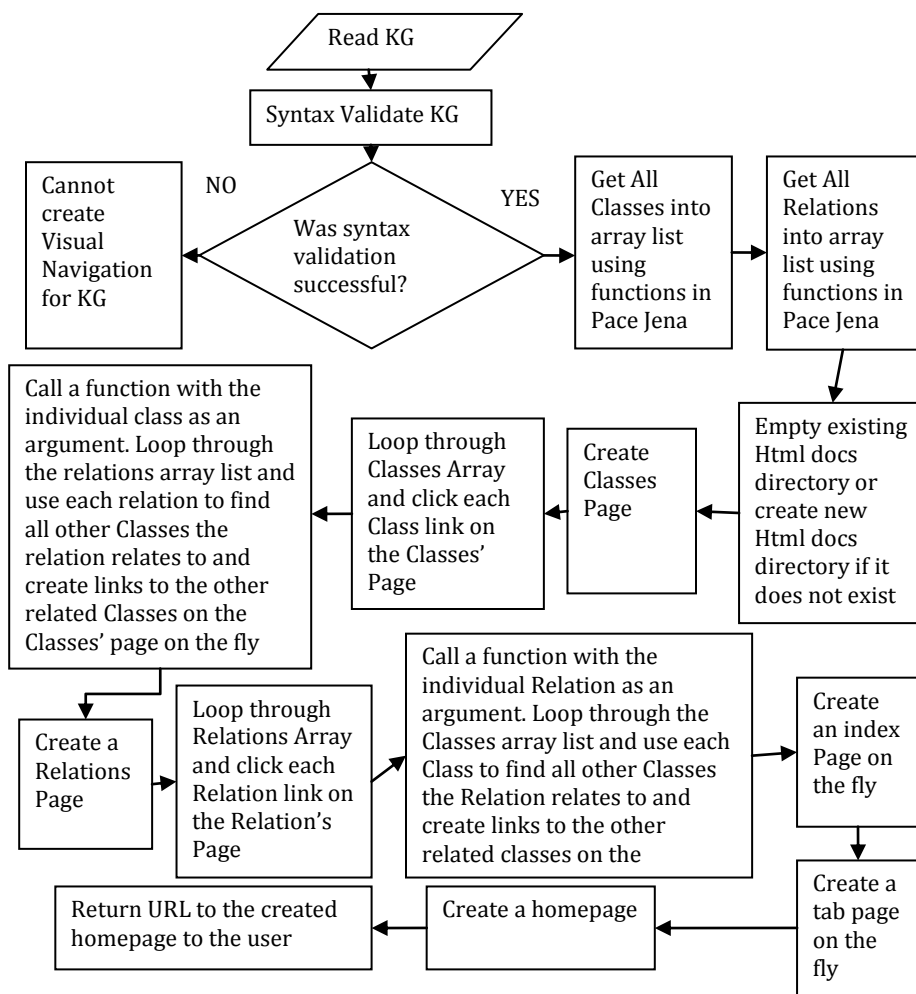 Read KG
Syntax Validate KG
NO
YES
Was syntax
validation
successful?
Cannot
create
Visual
Navigation
for KG
Get All
Classes into
array list
using
functions in
Pace Jena
Get All
Relations
into array
list using
functions in
Pace Jena
Empty existing
Html docs
directory or
create new
Html docs
directory if it
does not exist
Create
Classes
Page
Loop through
Classes Array
and click each
Class link on
the Classes’
Page
Call a function with the
individual class as an
argument. Loop through
the relations array list and
use each relation to find
all other Classes the
relation relates to and
create links to the other
related Classes on the
Classes’ page on the fly
Create a
Relations
Page
Loop through
Relations Array
and click each
Relation link on
the Relation’s
Page
Call a function with the
individual Relation as an
argument. Loop through the
Classes array list and use each
Class to find all other Classes
the Relation relates to and
create links to the other
related classes on the
Create
an index
Page on
the fly
Create a
tab page
on the
fly
Create a homepage
Return URL to the created
homepage to the user